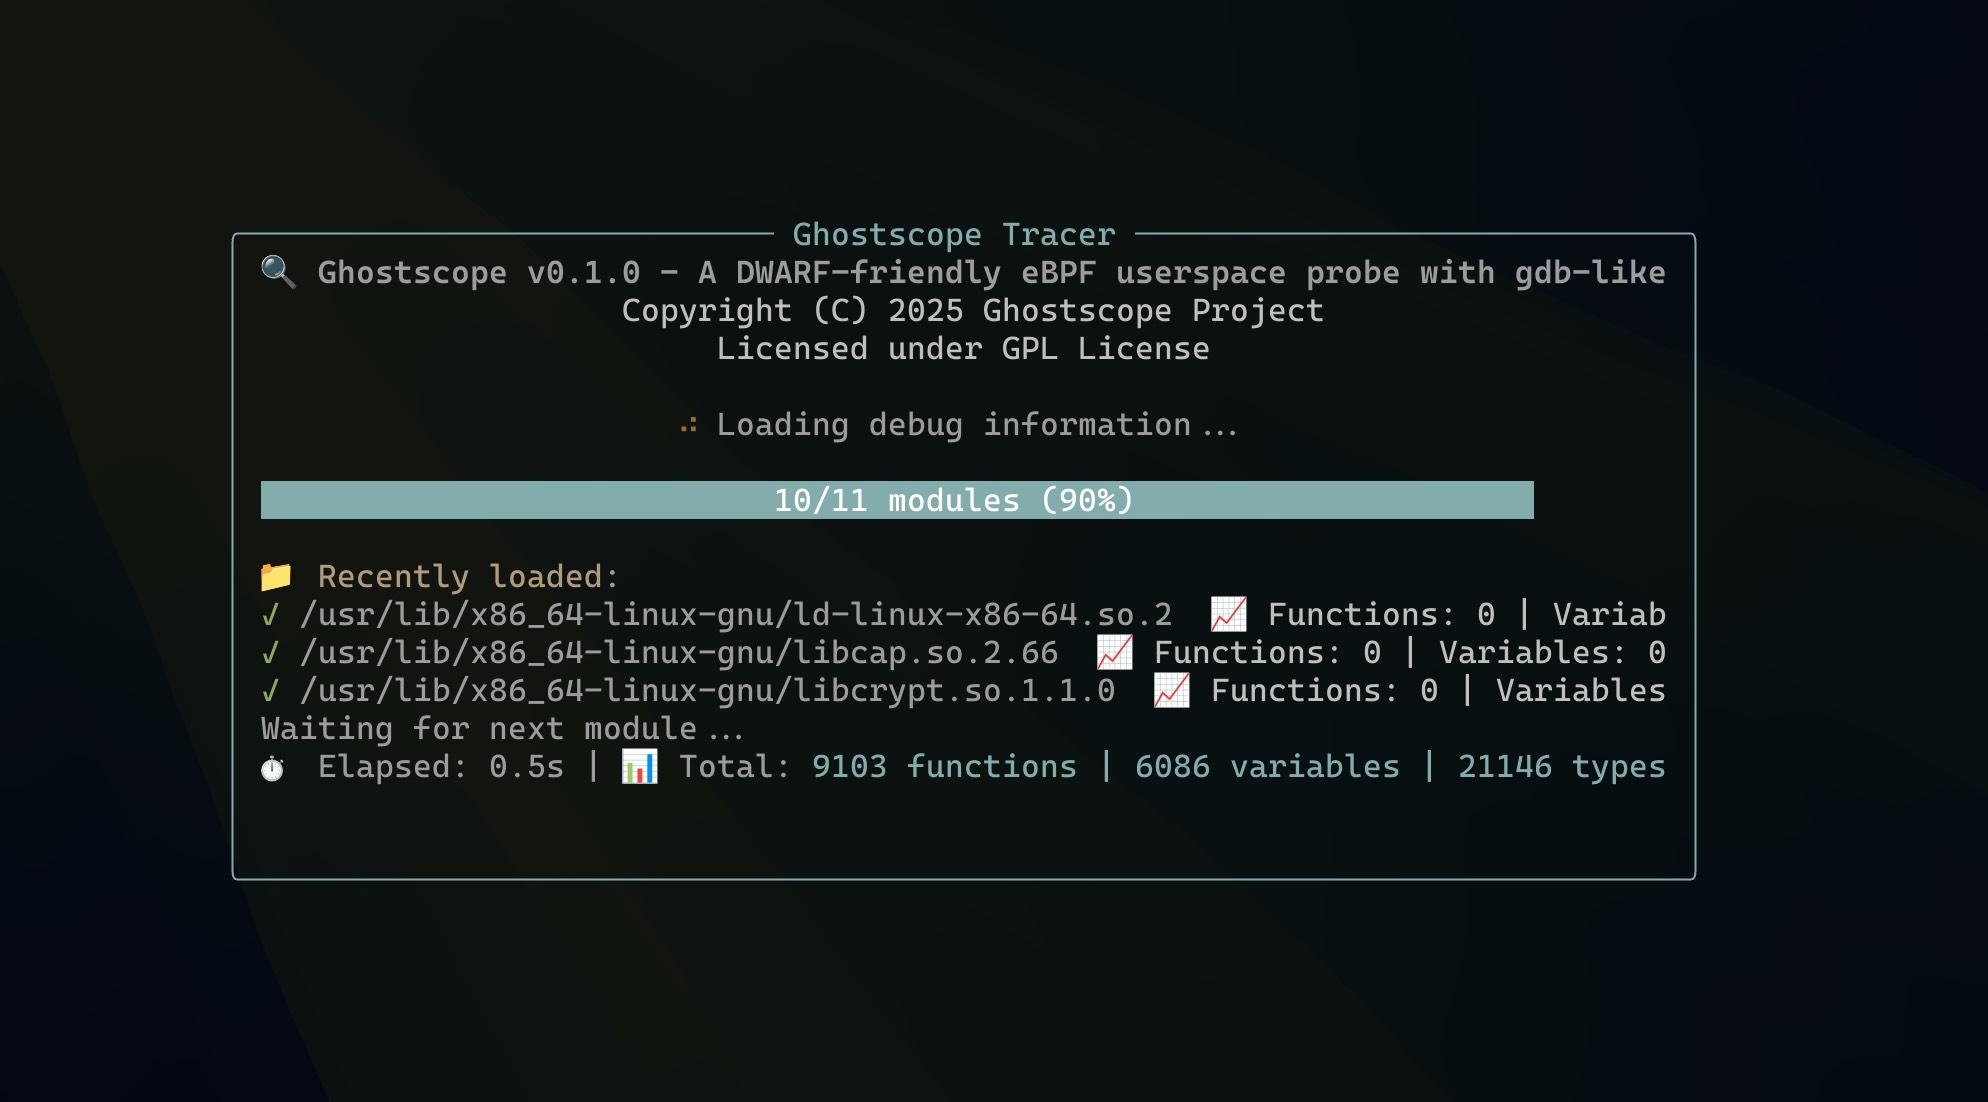 Ghostscope Tracer
🔍 Ghostscope v0.1.0 - A DWARF-friendly eBPF userspace probe with gdb-like
Copyright (C) 2025 Ghostscope Project
Licensed under GPL License
⠴ Loading debug information...
10/11 modules (90%)
📁 Recently loaded:
✓ /usr/lib/x86_64-linux-gnu/ld-linux-x86-64.so.2 📈 Functions: 0 | Variab
✓ /usr/lib/x86_64-linux-gnu/libcap.so.2.66 📈 Functions: 0 | Variables: 0
✓ /usr/lib/x86_64-linux-gnu/libcrypt.so.1.1.0 📈 Functions: 0 | Variables
Waiting for next module...
⏱ Elapsed: 0.5s | 📊 Total: 9103 functions | 6086 variables | 21146 types